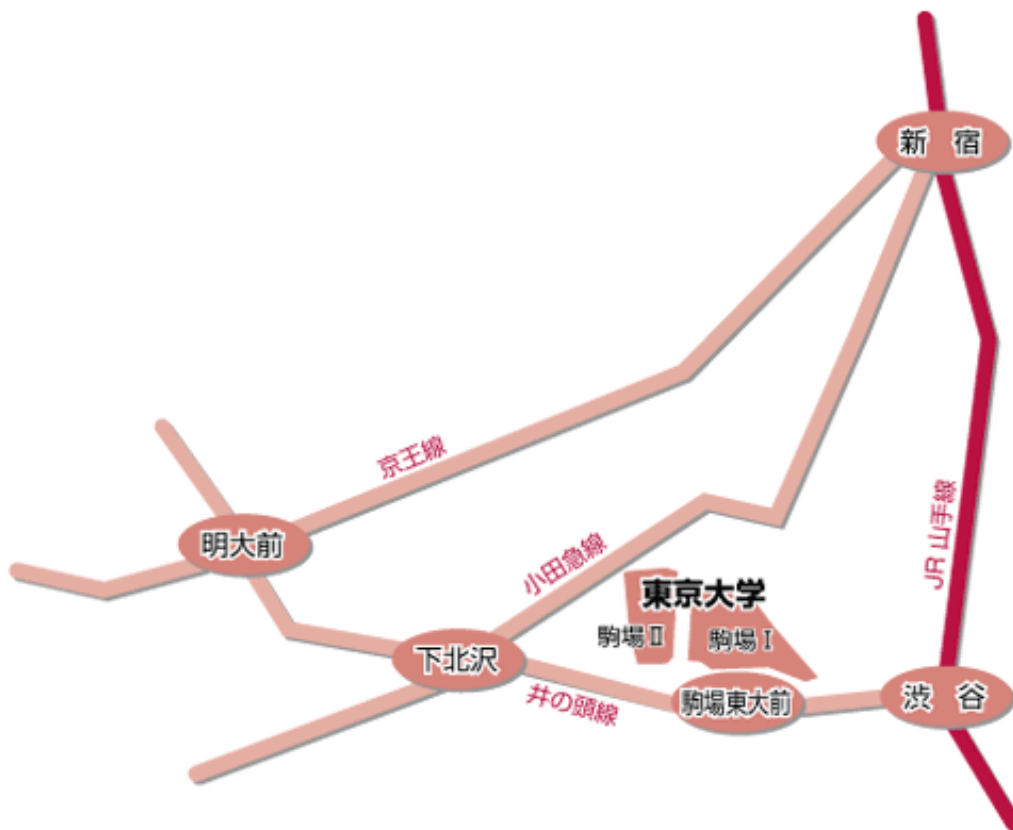 新 宿
京王線
明大前
小田急線
JR 山手線
東京大学
駒場Ⅱ
駒場Ⅰ
下北沢
井の頭線
駒場東大前
渋 谷